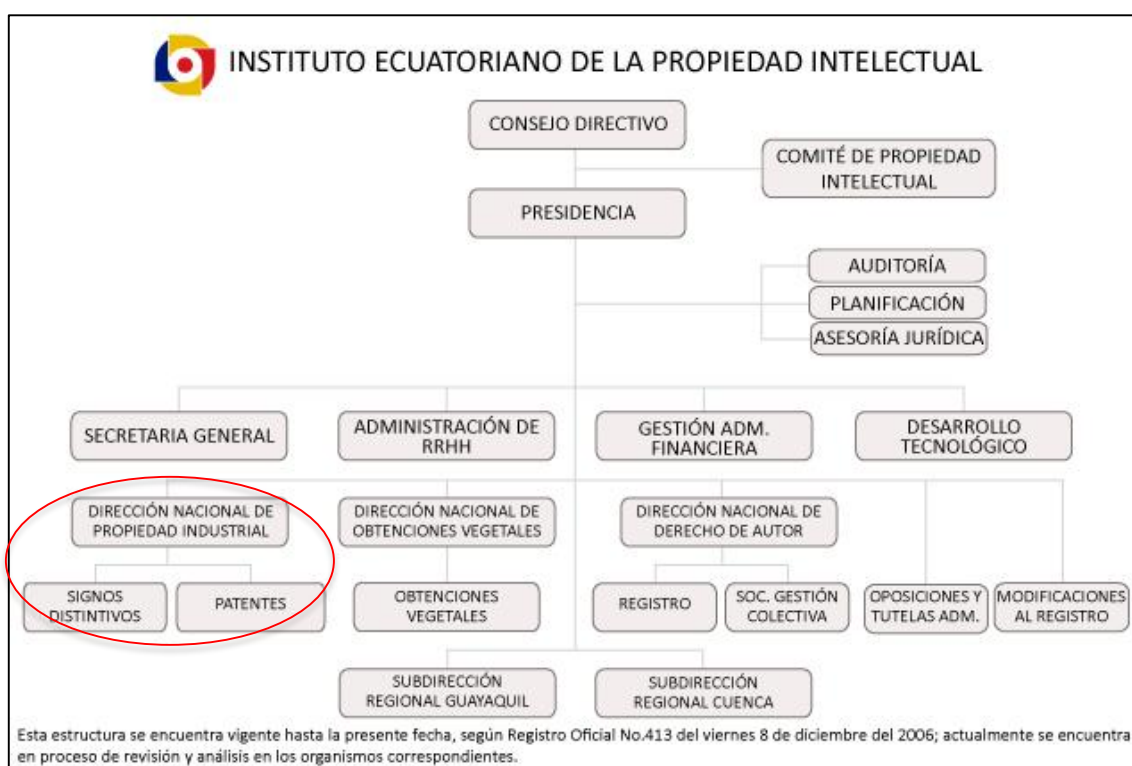 INSTITUTO ECUATORIANO DE LA PROPIEDAD INTELECTUAL
CONSEJO DIRECTIVO
COMITÉ DE PROPIEDAD
INTELECTUAL
PRESIDENCIA
AUDITORÍA
PLANIFICACIÓN
ASESORÍA JURÍDICA
SECRETARIA GENERAL
ADMINISTRACIÓN DE
RRHH
GESTIÓN ADM.
FINANCIERA
DESARROLLO
TECNOLÓGICO
DIRECCIÓN NACIONAL DE
PROPIEDAD INDUSTRIAL
DIRECCIÓN NACIONAL DE
OBTENCIONES VEGETALES
DIRECCIÓN NACIONAL DE
DERECHO DE AUTOR
SIGNOS
DISTINTIVOS
PATENTES
OBTENCIONES
VEGETALES
REGISTRO
SOC. GESTIÓN
COLECTIVA
OPOSICIONES Y
TUTELAS ADM.
MODIFICACIONES
AL REGISTRO
SUBDIRECCIÓN
REGIONAL GUAYAQUIL
SUBDIRECCIÓN
REGIONAL CUENCA
Esta estructura se encuentra vigente hasta la presente fecha, según Registro Oficial No.413 del viernes 8 de diciembre del 2006; actualmente se encuentra
en proceso de revisión y análisis en los organismos correspondientes.